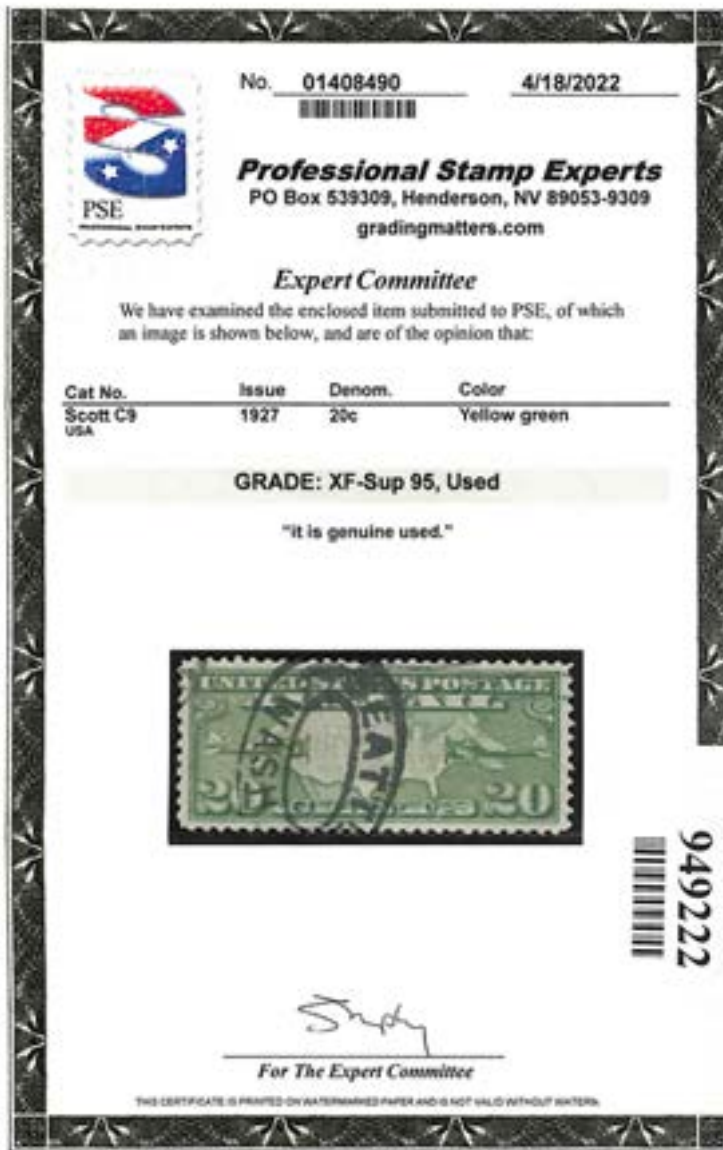 No. 01408490 4/18/2022
PSE
Professional Stamp Experts
PO Box 539309, Henderson, NV 89053-9309
gradingmatters.com
Expert Committee
We have examined the enclosed item submitted to PSE, of which
an image is shown below, and are of the opinion that:
Cat No. Issue Denom. Color
Scott C9 1927 20c Yellow green
USA
GRADE: XF-Sup 95, Used
"it is genuine used."
UNITED STATES POSTAGE
SEATT
WASH
20 20
949222
For The Expert Committee
THIS CERTIFICATE IS PRINTED ON WATERMARKED PAPER AND IS NOT VALID WITHOUT WATERM.